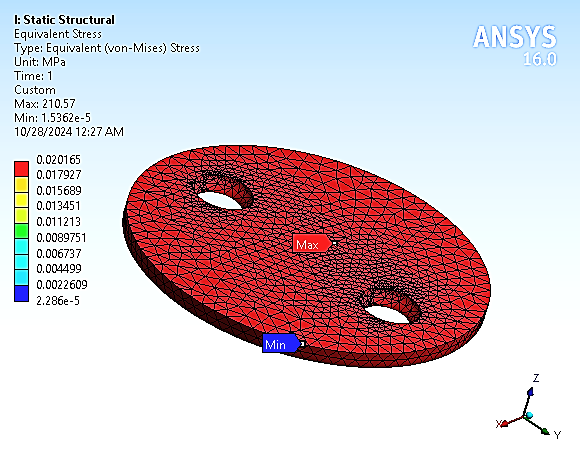 I: Static Structural
Equivalent Stress
Type: Equivalent (von-Mises) Stress
Unit: MPa
Time: 1
Custom
Max: 210.57
Min: 1.5362e-5
10/28/2024 12:27 AM
ANSYS
16.0
0.020165
0.017927
0.015689
0.013451
0.011213
0.0089751
0.006737
0.004499
0.0022609
2.286e-5
Max
Min
Z
X
Y